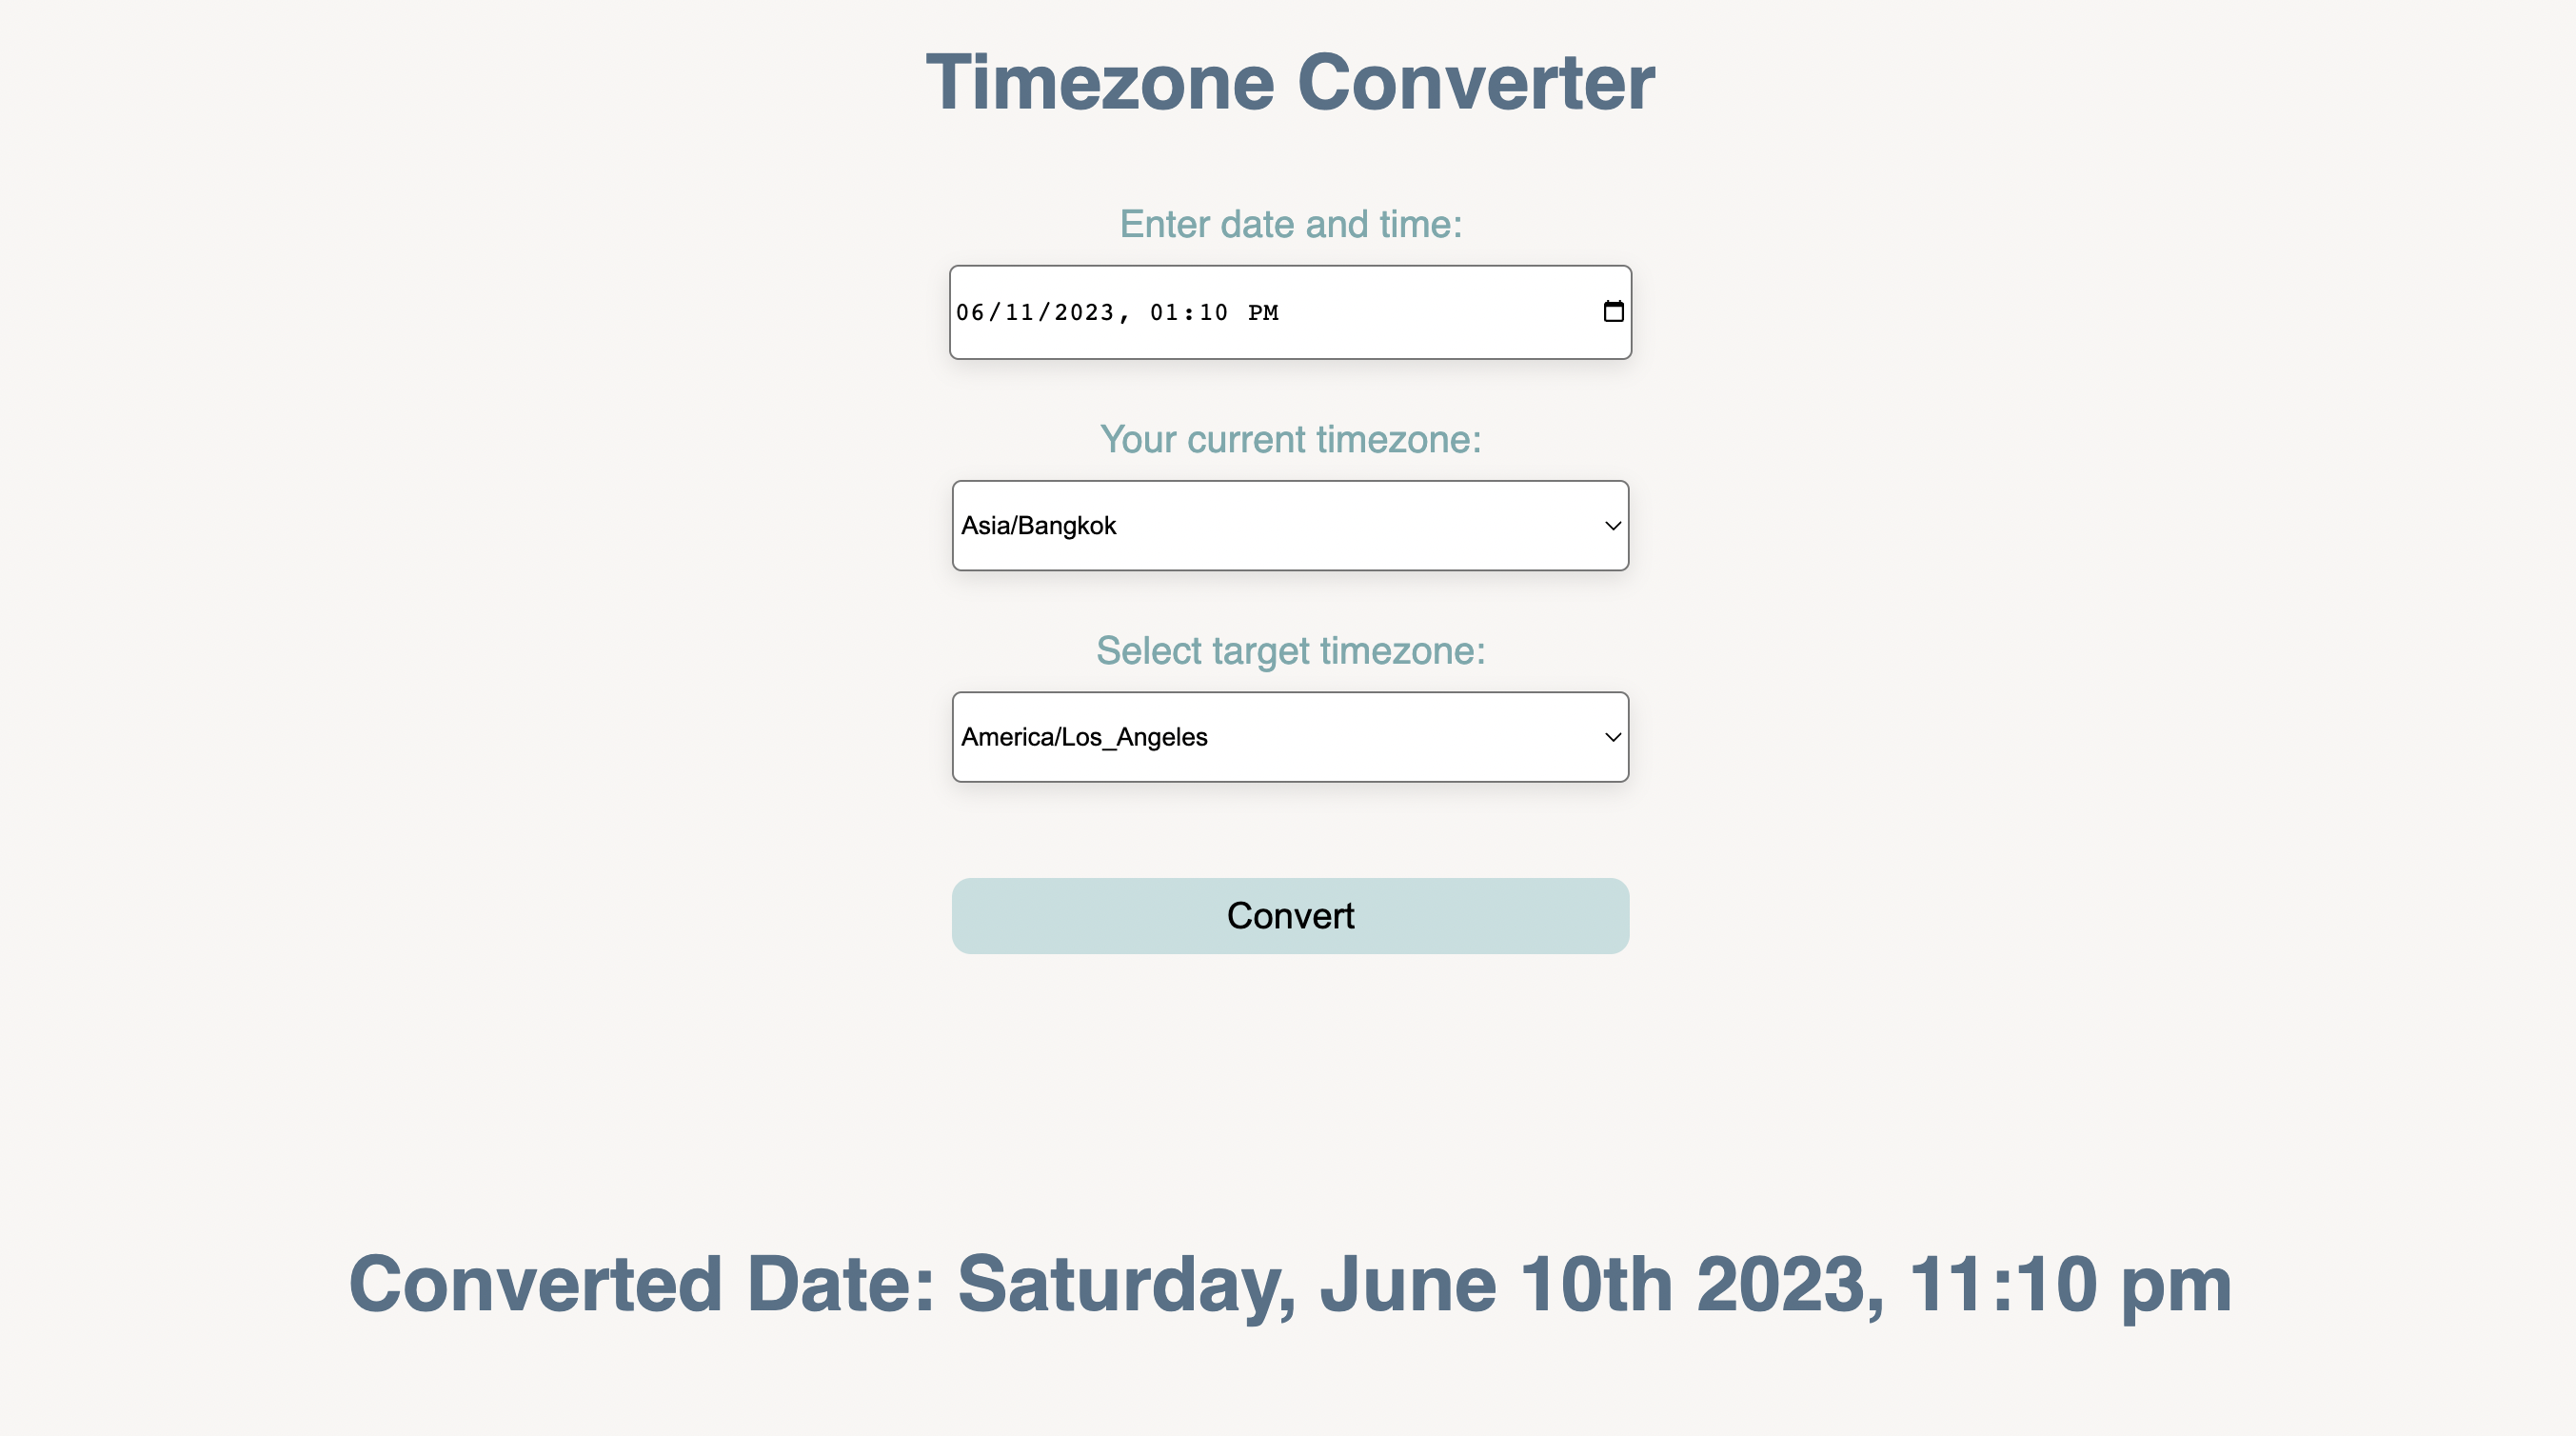 Timezone Converter
Enter date and time:
06/11/2023, 01:10 PM
Your current timezone:
Asia/Bangkok
Select target timezone:
America/Los_Angeles
Convert
Converted Date: Saturday, June 10th 2023, 11:10 pm